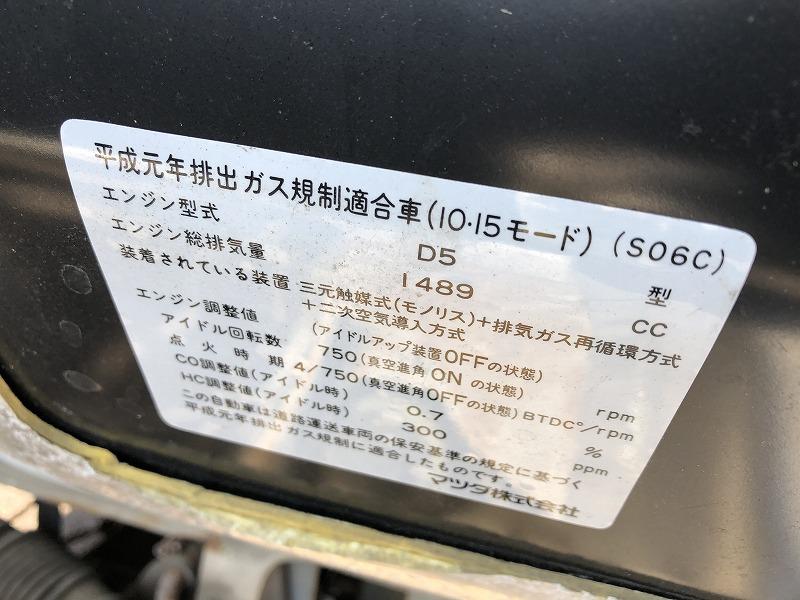 平成元年排出ガス規制適合車(10·15モード) (S06C)
エンジン型式 D5 型
エンジン総排気量 1489 CC
装着されている装置 三元触媒式(モノリス)+排気ガス再循環方式
+二次空気導入方式
エンジン調整値 (アイドルアップ装置OFFの状態)
アイドル回転数 750(真空進角ONの状態) rpm
点火時期 4/750(真空進角OFFの状態)BTDC°/rpm
CO調整値(アイドル時) 0.7 %
HC調整値(アイドル時) 300 ppm
この自動車は道路運送車両の保安基準の規定に基づく
平成元年排出ガス規制に適合したものです。
マツダ株式会社